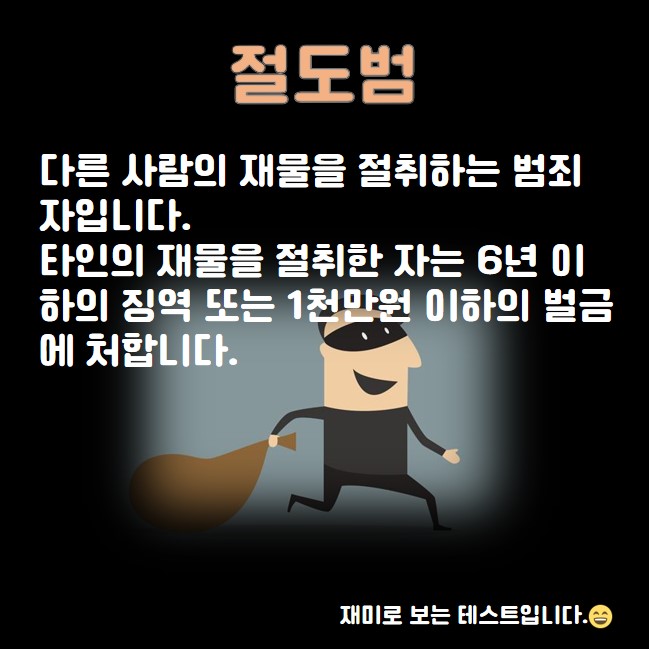 절도범
다른 사람의 재물을 절취하는 범죄
자입니다.
타인의 재물을 절취한 자는 6년 이
하의 징역 또는 1천만원 이하의 벌금
에 처합니다.
재미로 보는 테스트입니다.😄